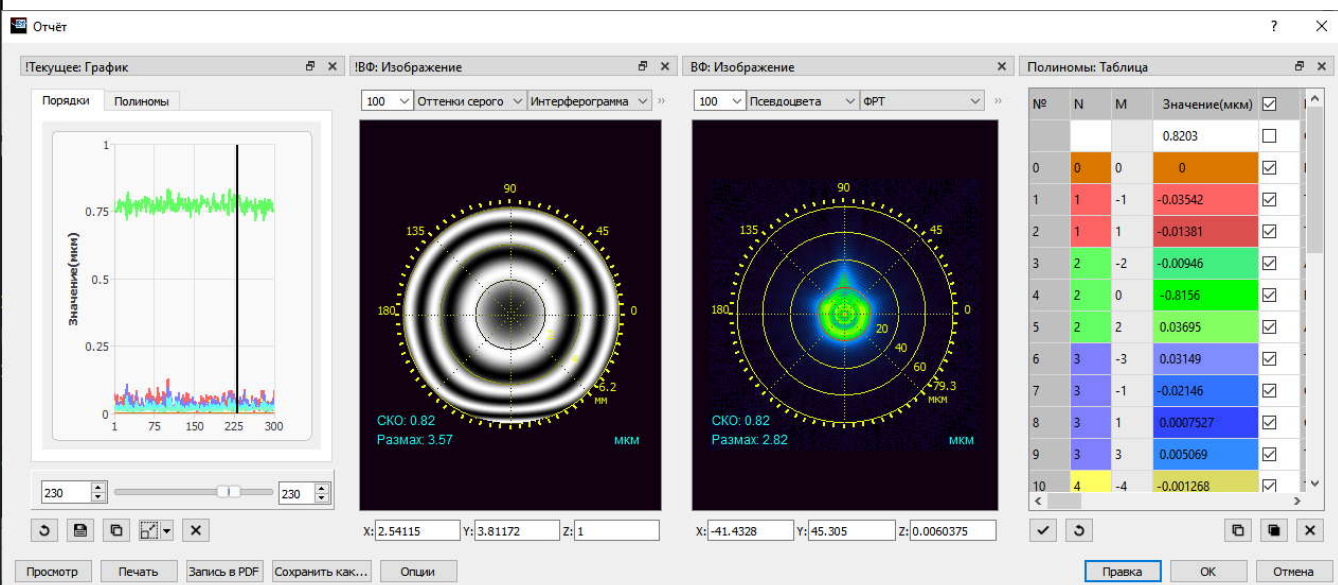 Отчёт
?
!Текущее: График
!ВФ: Изображение
ВФ: Изображение
Полиномы: Таблица
Порядки Полиномы
100 Оттенки серого Интерферограмма »
100 Псевдоцвета ФРТ »
№ N M Значение(мкм)
0.8203
0 0 0 0
1 1 -1 -0.03542
2 1 1 -0.01381
3 2 -2 -0.00946
4 2 0 -0.8156
5 2 2 0.03695
6 3 -3 0.03149
7 3 -1 -0.02146
8 3 1 0.0007527
9 3 3 0.005069
10 4 -4 -0.001268
Значение(мкм)
1
0.75
0.5
0.25
0
1 75 150 225 300
90
135 45
180 0
6.2
мм
СКО: 0.82
Размах: 3.57 мкм
90
135 45
180 0
20
40
60
79.3
мкм
СКО: 0.82
Размах: 2.82 мкм
230 230
X: 2.54115 Y: 3.81172 Z: 1
X: -41.4328 Y: 45.305 Z: 0.0060375
Просмотр Печать Запись в PDF Сохранить как... Опции Правка OK Отмена